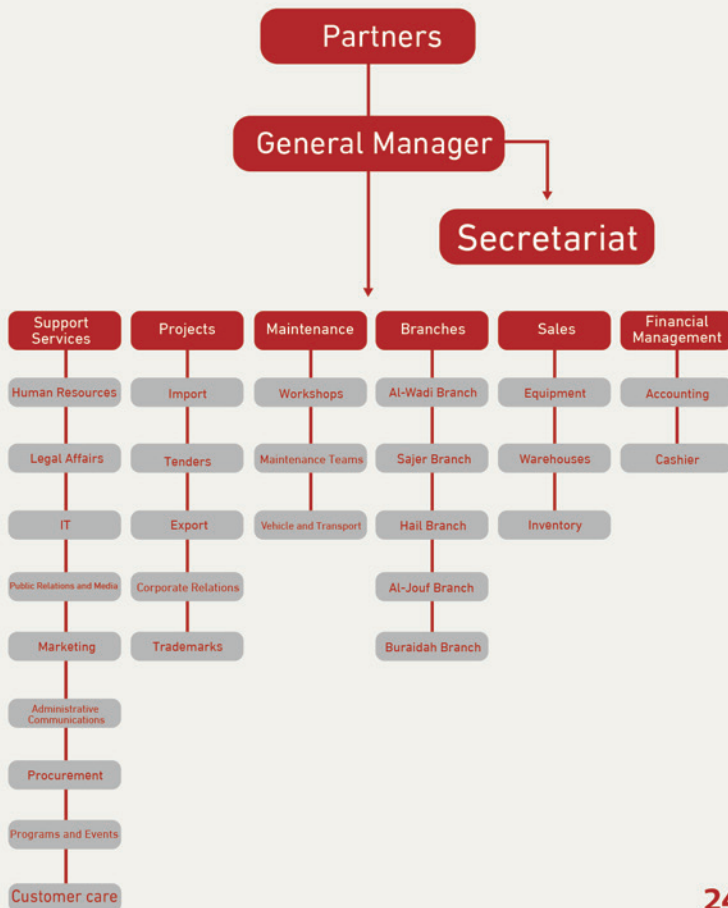 Partners
General Manager
Secretariat
Support
Services
Projects
Maintenance
Branches
Sales
Financial
Management
Human Resources
Import
Workshops
Al-Wadi Branch
Equipment
Accounting
Legal Affairs
Tenders
Maintenance Teams
Sajer Branch
Warehouses
Cashier
IT
Export
Vehicle and Transport
Hail Branch
Inventory
Public Relations and Media
Corporate Relations
Al-Jouf Branch
Marketing
Trademarks
Buraidah Branch
Administrative
Communications
Procurement
Programs and Events
Customer care